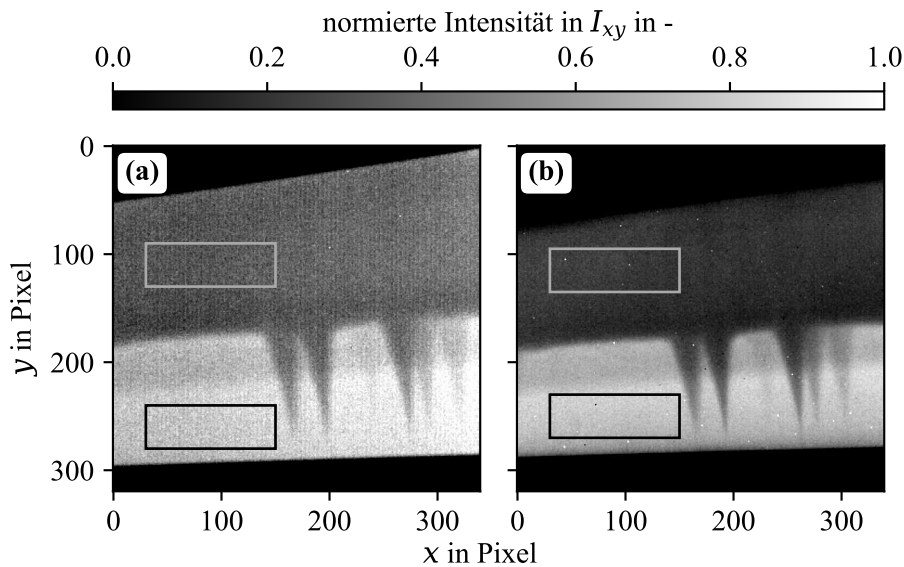 normierte Intensität in Ixy in -
0.0 0.2 0.4 0.6 0.8 1.0
(a) (b)
0
100
200
300
y in Pixel
0 100 200 300 0 100 200 300
x in Pixel